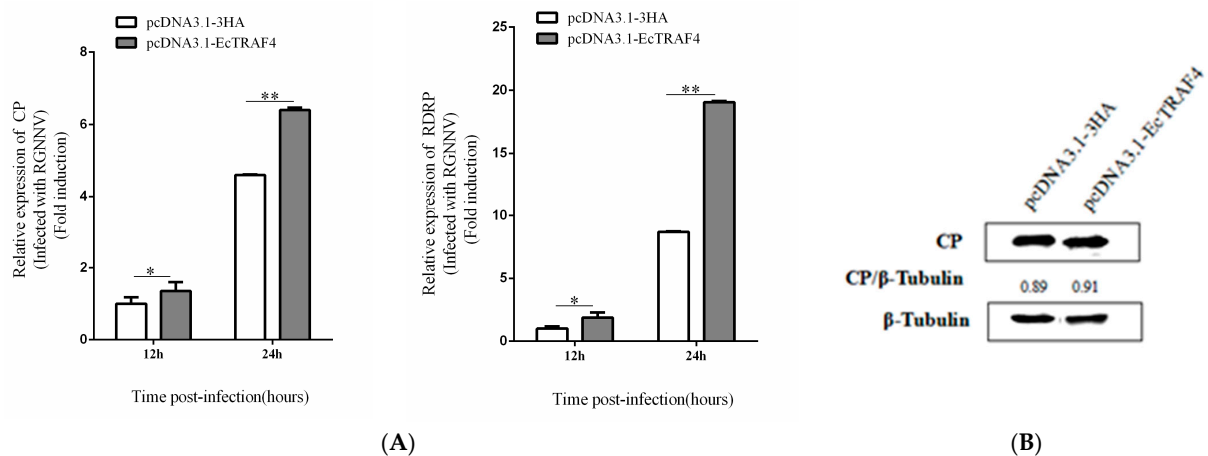 pcDNA3.1-3HA
pcDNA3.1-EcTRAF4
Relative expression of CP
(Infected with RGNNV)
(Fold induction)
8
6
4
2
0
*
**
12h
24h
Time post-infection(hours)
pcDNA3.1-3HA
pcDNA3.1-EcTRAF4
Relative expression of RDRP
(Infected with RGNNV)
(Fold induction)
25
20
15
10
5
0
*
**
12h
24h
Time post-infection(hours)
(A)
pcDNA3.1-3HA
pcDNA3.1-EcTRAF4
CP
CP/β-Tubulin
0.89 0.91
β-Tubulin
(B)